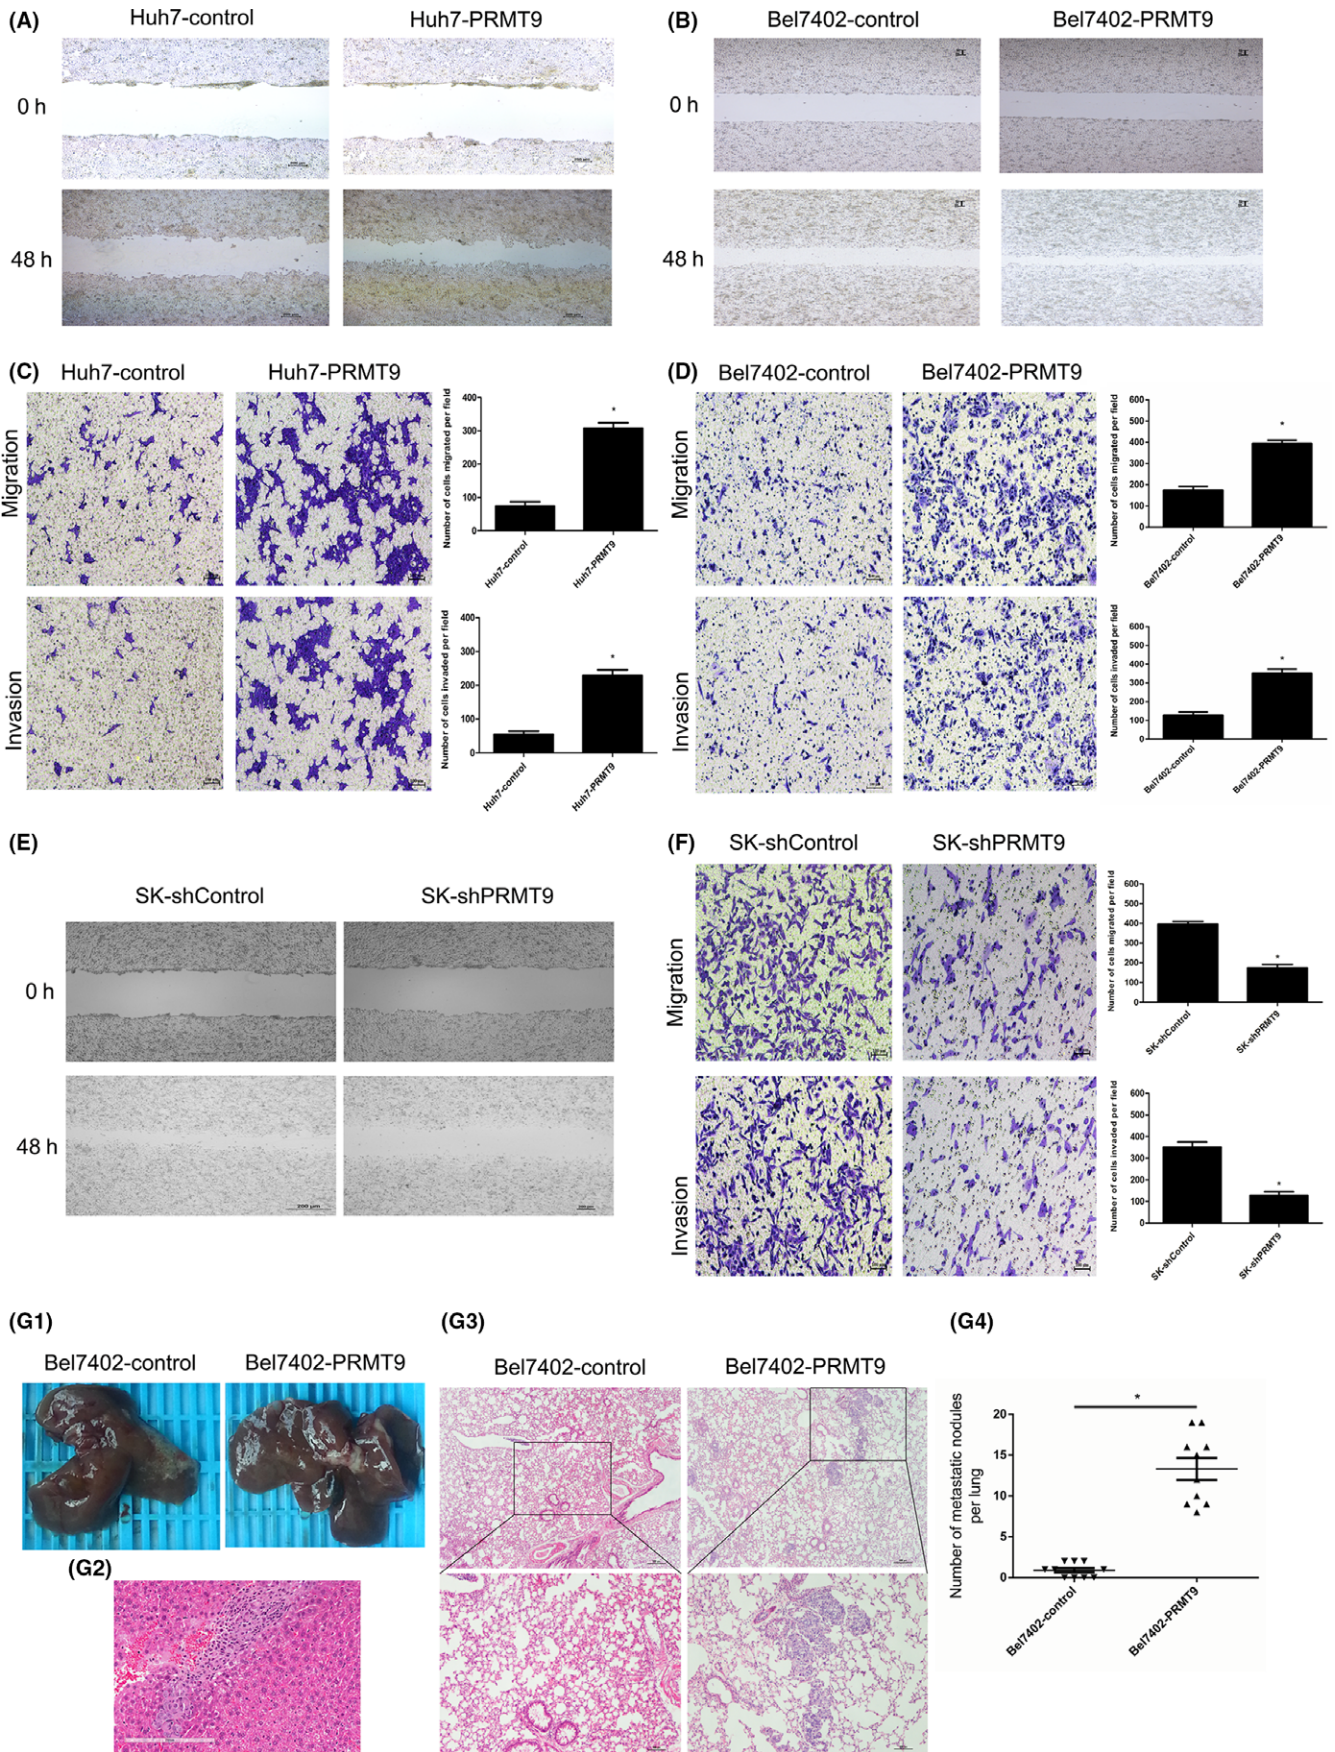 (A)
Huh7-control
Huh7-PRMT9
0 h
48 h
(B)
Bel7402-control
Bel7402-PRMT9
0 h
48 h
(C)
Huh7-control
Huh7-PRMT9
Migration
Invasion
Number of cells migrated per field
400
300
200
100
0
*
Huh7-control
Huh7-PRMT9
Number of cells invaded per field
400
300
200
100
0
*
Huh7-control
Huh7-PRMT9
(D)
Bel7402-control
Bel7402-PRMT9
Migration
Invasion
Number of cells migrated per field
600
500
400
300
200
100
0
*
Bel7402-control
Bel7402-PRMT9
Number of cells invaded per field
600
500
400
300
200
100
0
*
Bel7402-control
Bel7402-PRMT9
(E)
SK-shControl
SK-shPRMT9
0 h
48 h
200 μm
(F)
SK-shControl
SK-shPRMT9
Migration
Invasion
Number of cells migrated per field
600
500
400
300
200
100
0
*
SK-shControl
SK-shPRMT9
Number of cells invaded per field
600
500
400
300
200
100
0
*
SK-shControl
SK-shPRMT9
(G1)
Bel7402-control
Bel7402-PRMT9
(G2)
(G3)
Bel7402-control
Bel7402-PRMT9
(G4)
Number of metastatic nodules
per lung
20
15
10
5
0
*
Bel7402-control
Bel7402-PRMT9